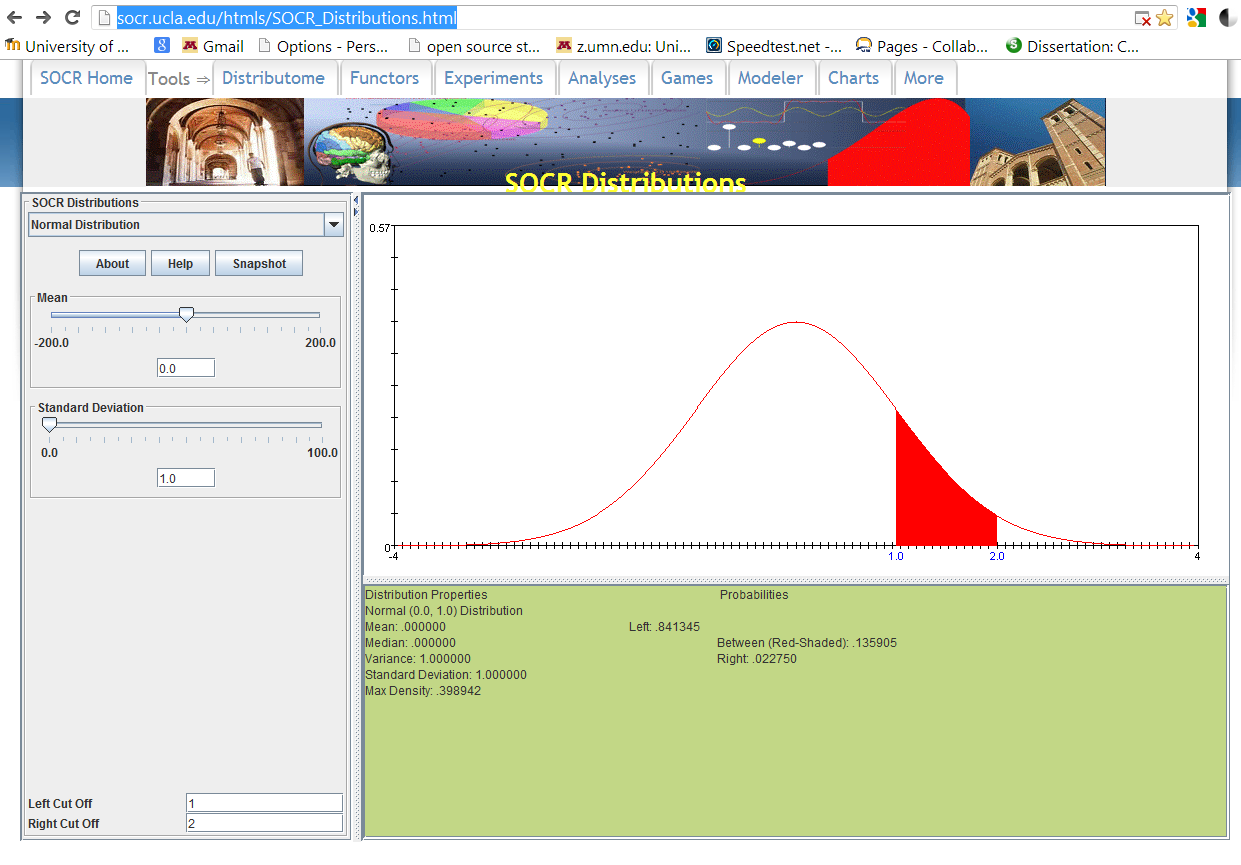 socr.ucla.edu/htmls/SOCR_Distributions.html
University of ... 8 Gmail Options - Pers... open source st... z.umn.edu: Uni... Speedtest.net -... Pages - Collab... Dissertation: C...
SOCR Home Tools ⇒ Distributome Functors Experiments Analyses Games Modeler Charts More
SOCR Distributions
SOCR Distributions
Normal Distribution
About Help Snapshot
Mean
-200.0 200.0
0.0
Standard Deviation
0.0 100.0
1.0
Left Cut Off 1
Right Cut Off 2
0.57
0
-4 1.0 2.0 4
Distribution Properties Probabilities
Normal (0.0, 1.0) Distribution
Mean: .000000 Left: .841345
Median: .000000 Between (Red-Shaded): .135905
Variance: 1.000000 Right: .022750
Standard Deviation: 1.000000
Max Density: .398942